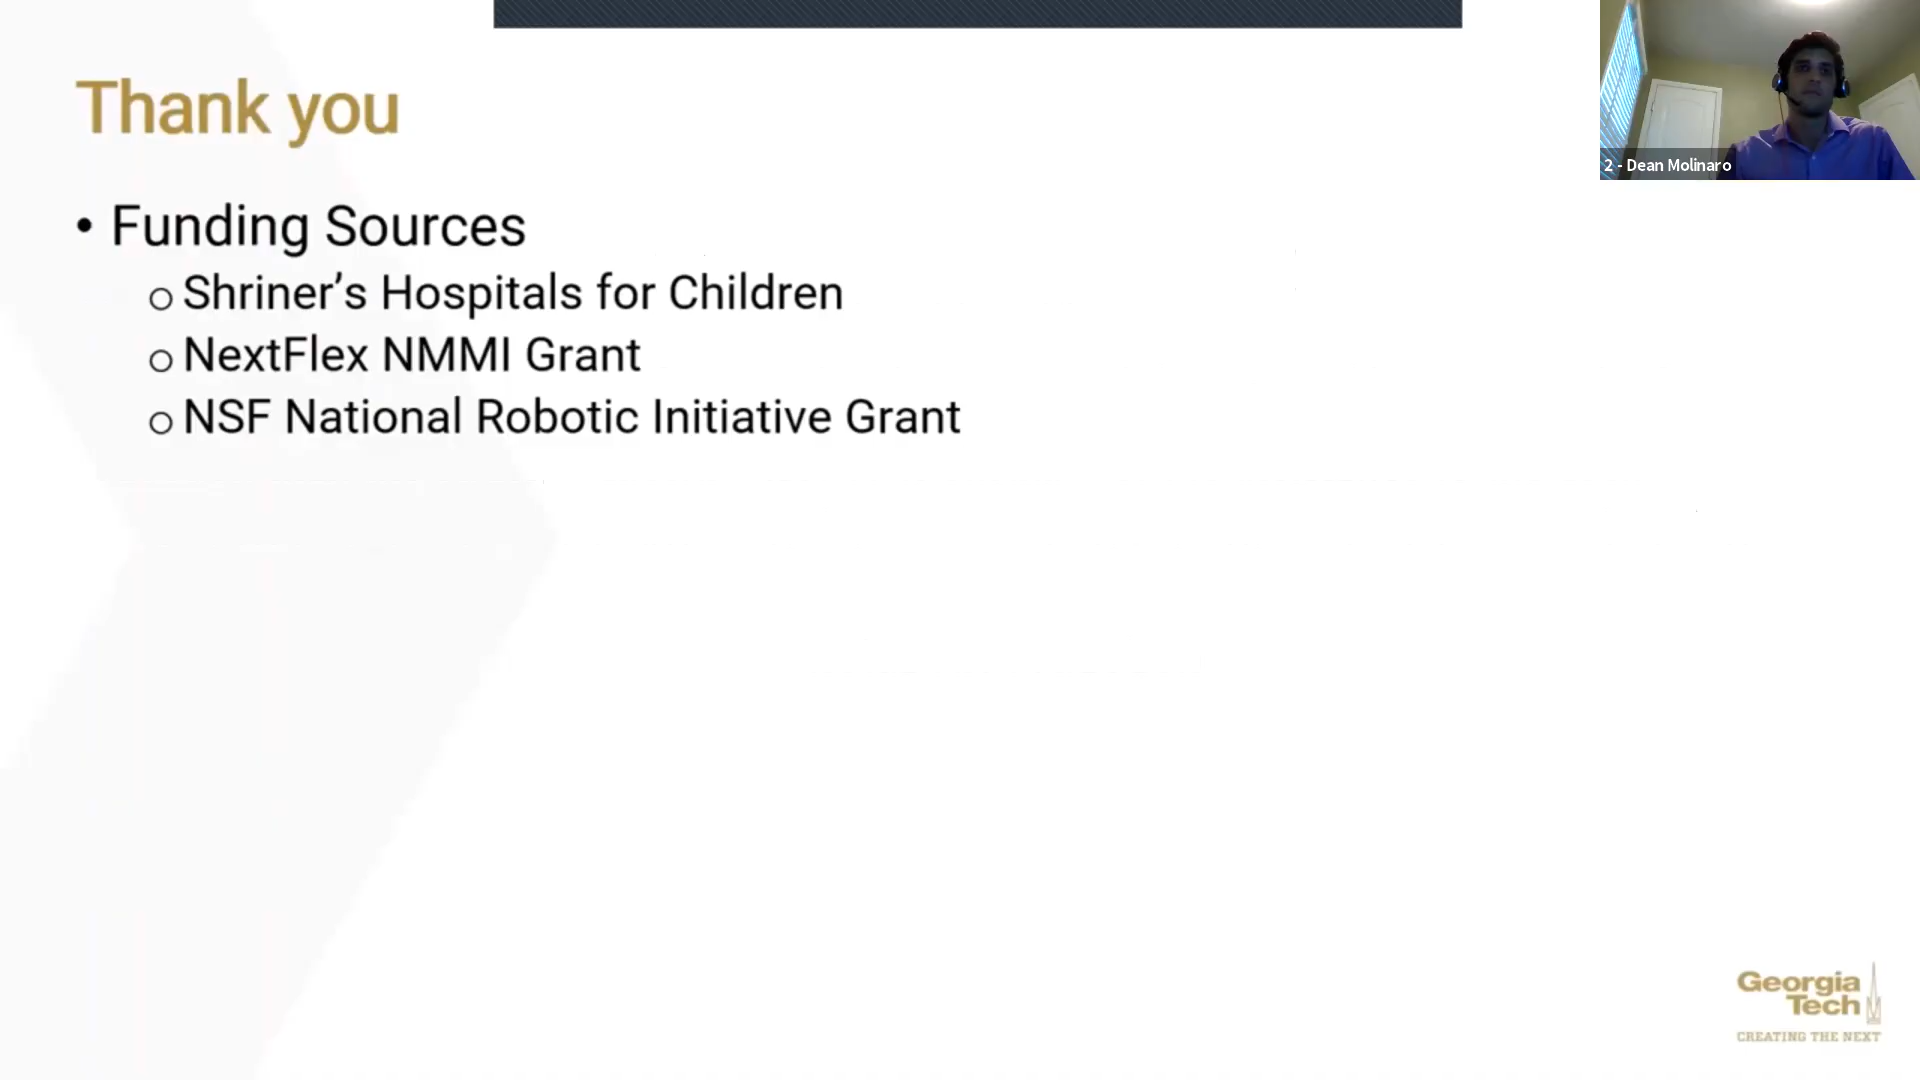 Thank you
2 - Dean Molinaro
• Funding Sources
o Shriner’s Hospitals for Children
o NextFlex NMMI Grant
o NSF National Robotic Initiative Grant
Georgia
Tech
CREATING THE NEXT